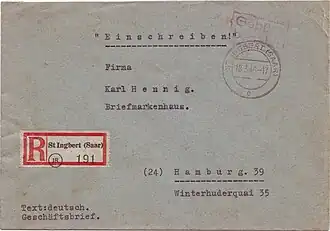 "Einschreiben!"
Firma
Karl Hennig.
Briefmarkenhaus.
R
St Ingbert (Saar)
191
(24) Hamburg. 39
Winterhuderquai 35
Text:deutsch.
Geschäftsbrief.